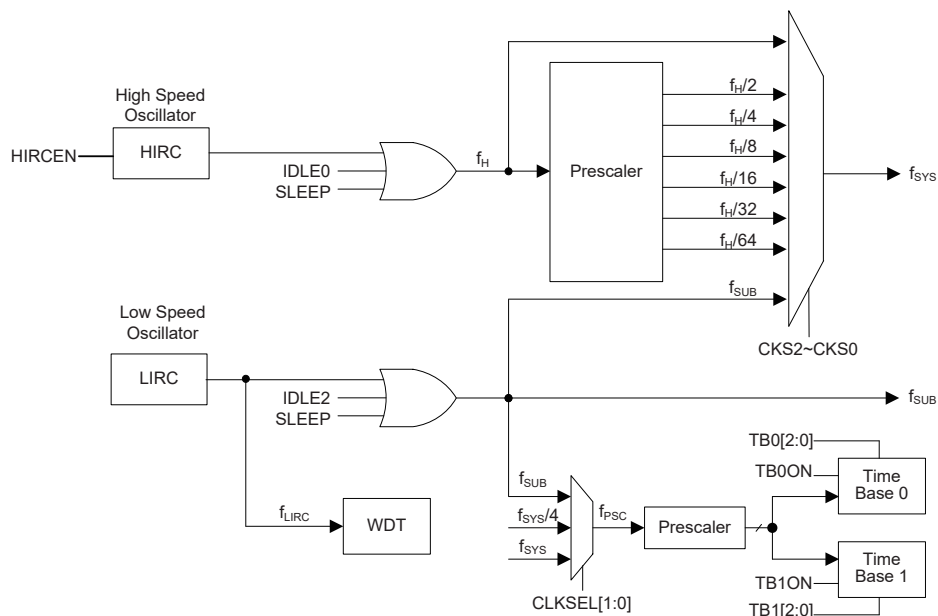 High Speed
Oscillator
HIRCEN
HIRC
IDLE0
SLEEP
fH
Prescaler
fH/2
fH/4
fH/8
fH/16
fH/32
fH/64
fSUB
fSYS
CKS2~CKS0
Low Speed
Oscillator
LIRC
IDLE2
SLEEP
fSUB
fLIRC
WDT
fSUB
fSYS/4
fSYS
CLKSEL[1:0]
fPSC
Prescaler
TB0[2:0]
TB0ON
Time
Base 0
Time
Base 1
TB1ON
TB1[2:0]